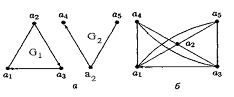 a₂ a₄ a₅
G₁ G₂
a₁ a₃ a₂
a
a₄ a₅
a₂
a₁ a₃
б